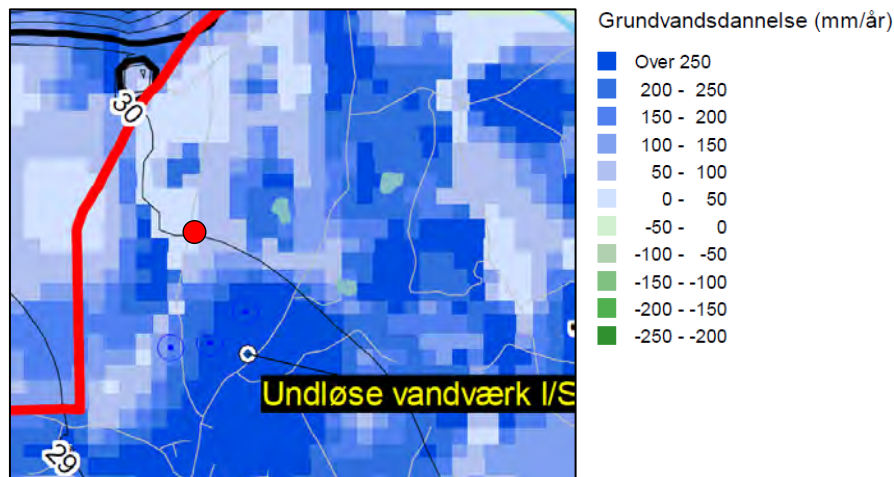 Grundvandsdannelse (mm/år)
Over 250
200 - 250
150 - 200
100 - 150
50 - 100
0 - 50
-50 - 0
-100 - -50
-150 - -100
-200 - -150
-250 - -200
30
Undløse vandværk I/S
29